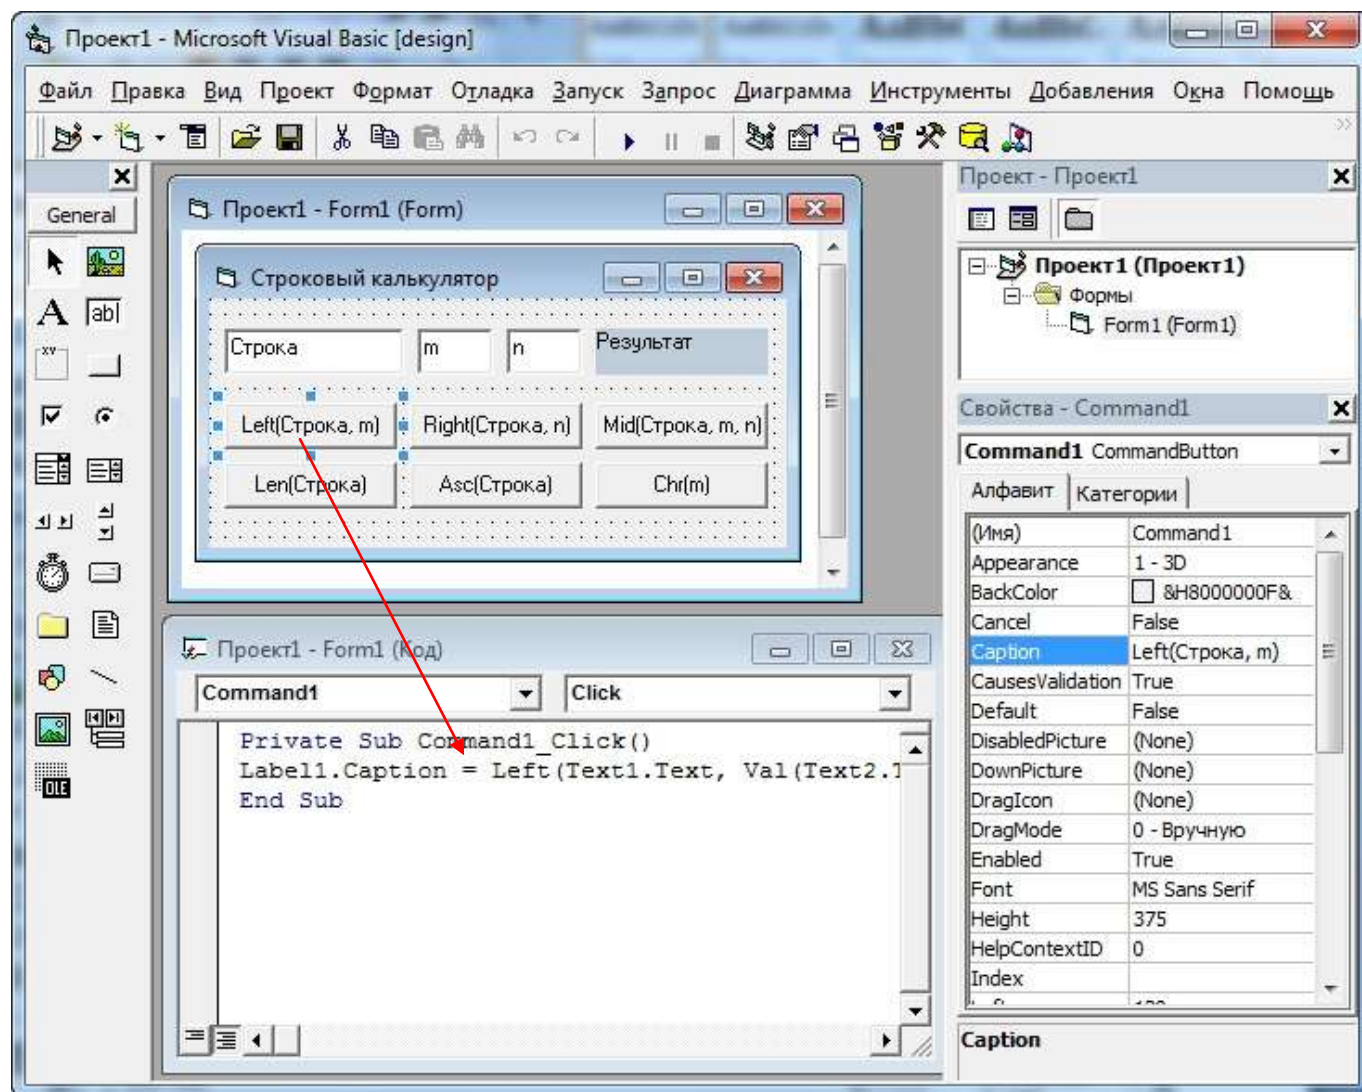 Проект1 - Microsoft Visual Basic [design]
Файл Правка Вид Проект Формат Отладка Запуск Запрос Диаграмма Инструменты Добавления Окна Помощь
General
A
ab
XY
OLE
Проект1 - Form1 (Form)
Строковый калькулятор
Строка m n Результат
Left(Строка, m) Right(Строка, n) Mid(Строка, m, n)
Len(Строка) Asc(Строка) Chr(m)
Проект1 - Form1 (Код)
Command1 Click
Private Sub Command1_Click()
Label1.Caption = Left(Text1.Text, Val(Text2.T
End Sub
Проект - Проект1
Проект1 (Проект1)
Формы
Form1 (Form1)
Свойства - Command1
Command1 CommandButton
Алфавит Категории
(Имя) Command1
Appearance 1 - 3D
BackColor &H8000000F&
Cancel False
Caption Left(Строка, m)
CausesValidation True
Default False
DisabledPicture (None)
DownPicture (None)
DragIcon (None)
DragMode 0 - Вручную
Enabled True
Font MS Sans Serif
Height 375
HelpContextID 0
Index
Caption